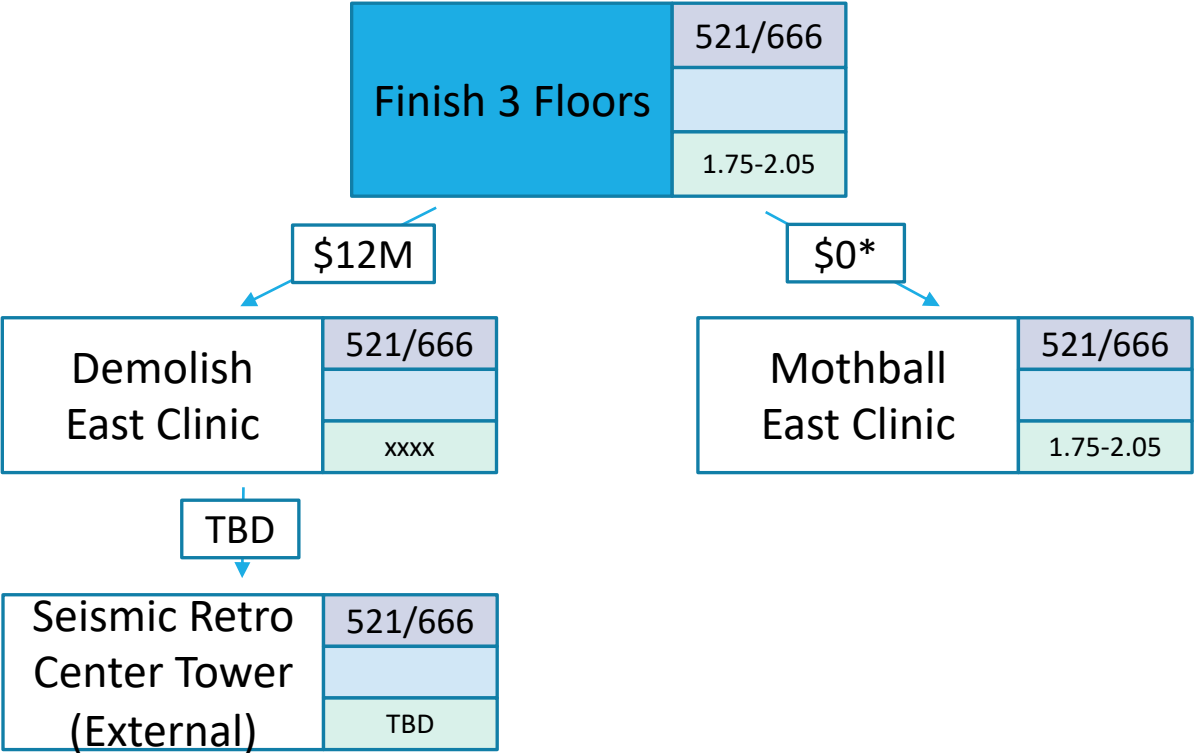 521/666
Finish 3 Floors
1.75-2.05
$12M
$0*
Demolish
East Clinic
521/666
xxxx
Mothball
East Clinic
521/666
1.75-2.05
TBD
Seismic Retro
Center Tower
(External)
521/666
TBD